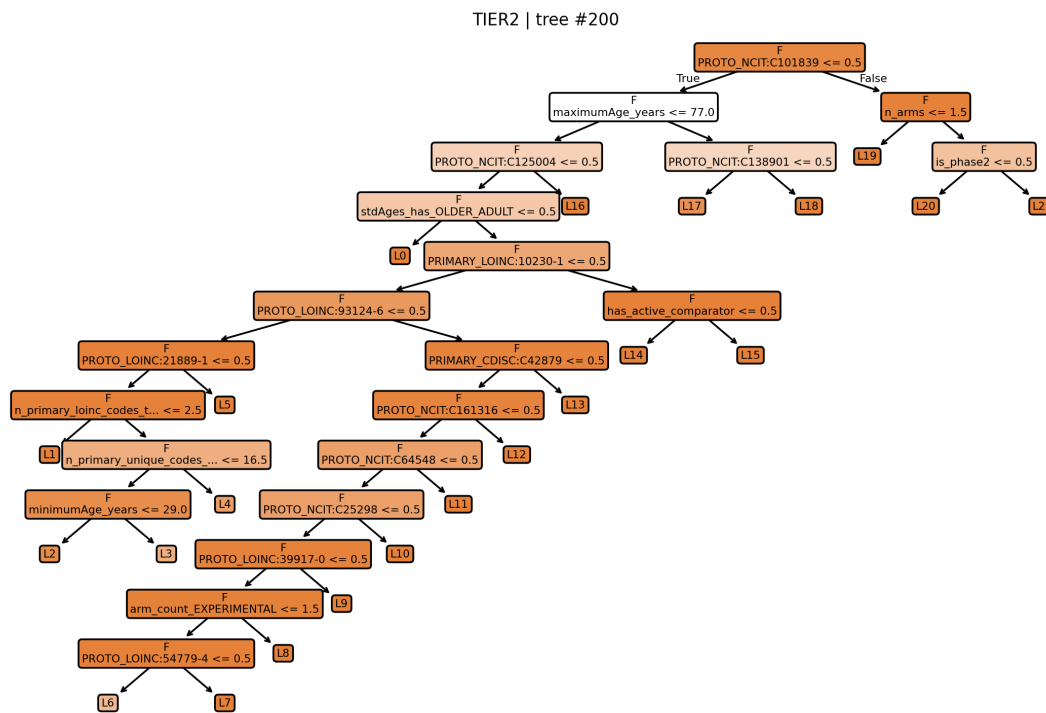 TIER2 | tree #200
F
PROTO_NCIT:C101839 <= 0.5
True
False
F
maximumAge_years <= 77.0
F
n_arms <= 1.5
F
PROTO_NCIT:C125004 <= 0.5
F
PROTO_NCIT:C138901 <= 0.5
L19
F
is_phase2 <= 0.5
F
stdAges_has_OLDER_ADULT <= 0.5
L16
L17
L18
L20
L0
F
PRIMARY_LOINC:10230-1 <= 0.5
F
PROTO_LOINC:93124-6 <= 0.5
F
has_active_comparator <= 0.5
F
PROTO_LOINC:21889-1 <= 0.5
F
PRIMARY_CDISC:C42879 <= 0.5
L14
L15
F
n_primary_loinc_codes_t... <= 2.5
L5
F
PROTO_NCIT:C161316 <= 0.5
L13
L1
F
n_primary_unique_codes_... <= 16.5
F
PROTO_NCIT:C64548 <= 0.5
L12
F
minimumAge_years <= 29.0
L4
F
PROTO_NCIT:C25298 <= 0.5
L11
L2
L3
F
PROTO_LOINC:39917-0 <= 0.5
L10
F
arm_count_EXPERIMENTAL <= 1.5
L9
F
PROTO_LOINC:54779-4 <= 0.5
L8
L6
L7